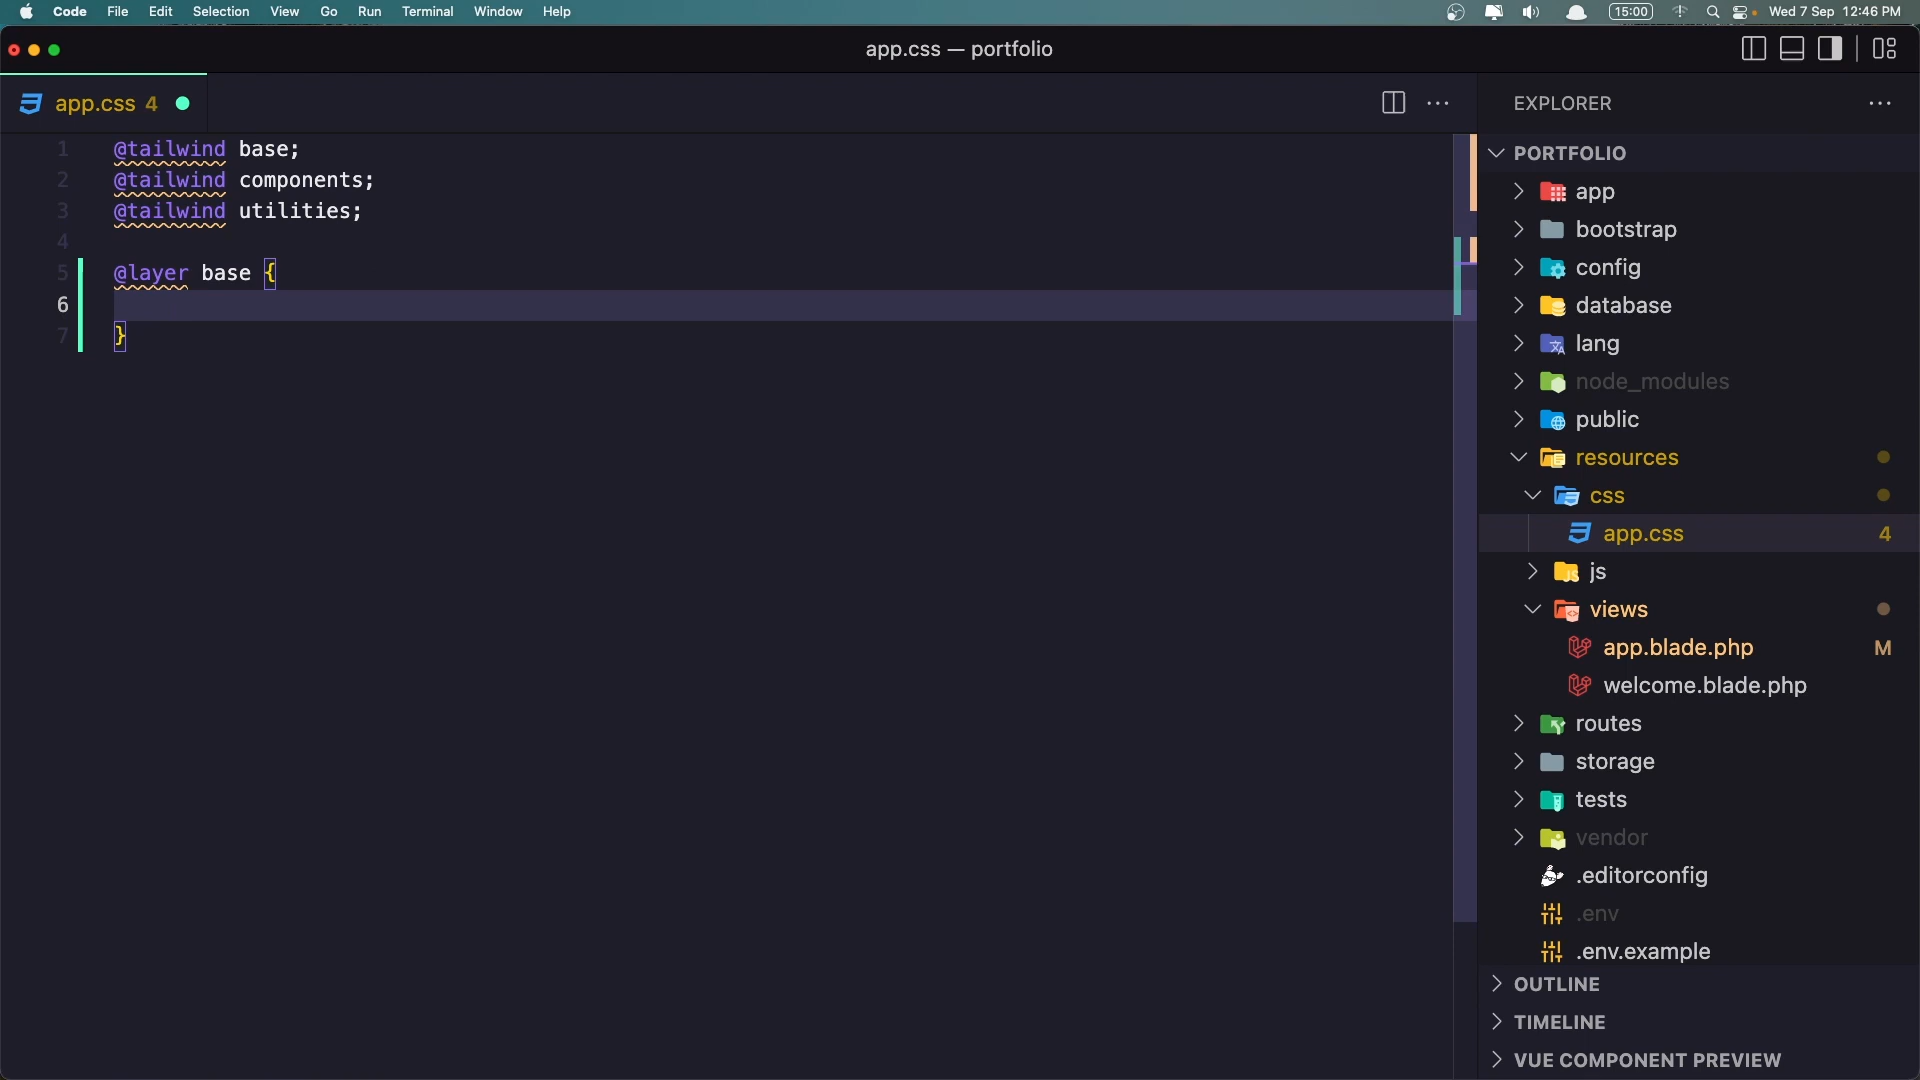 Code File Edit Selection View Go Run Terminal Window Help 15:00 Wed 7 Sep 12:46 PM
app.css — portfolio
app.css 4
1 @tailwind base;
2 @tailwind components;
3 @tailwind utilities;
4
5 @layer base {
6
7 }
EXPLORER
PORTFOLIO
app
bootstrap
config
database
lang
node_modules
public
resources
css
app.css 4
js
views
app.blade.php M
welcome.blade.php
routes
storage
tests
vendor
.editorconfig
.env
.env.example
OUTLINE
TIMELINE
VUE COMPONENT PREVIEW